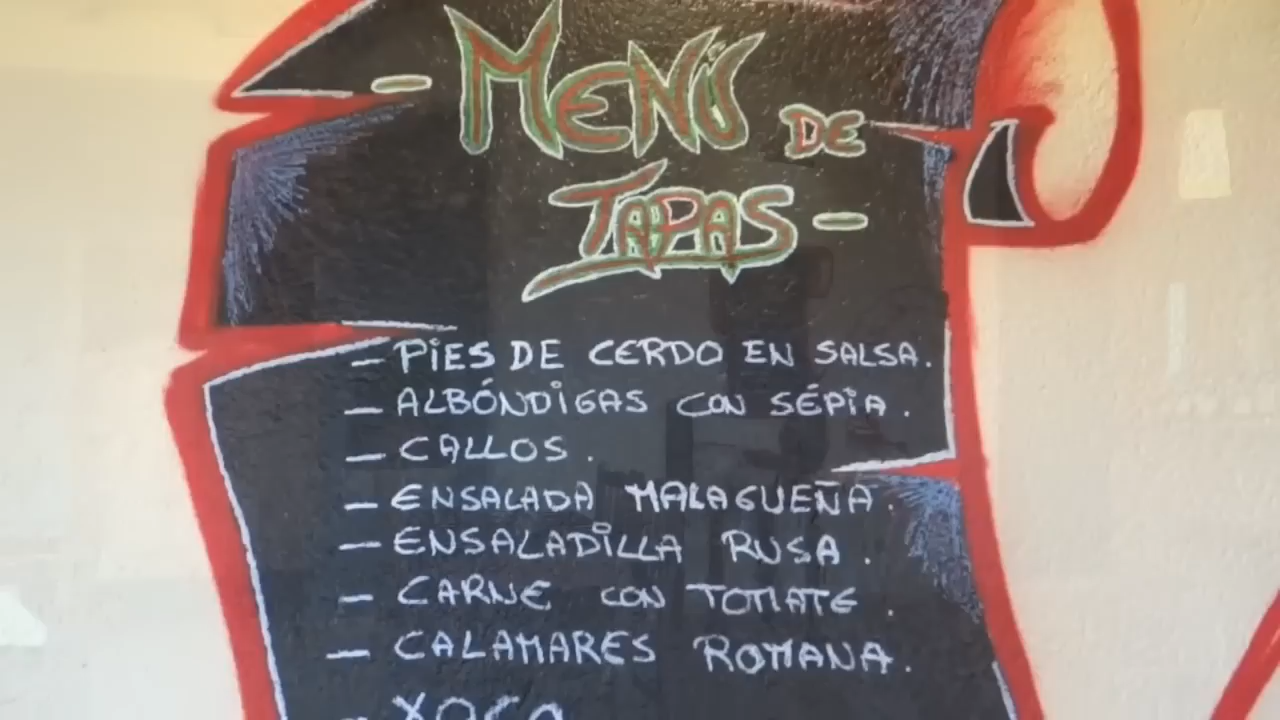 - MENÚ DE
TAPAS -
- PIES DE CERDO EN SALSA.
- ALBÓNDIGAS CON SÉPIA.
- CALLOS.
- ENSALADA MALAGUEÑA.
- ENSALADILLA RUSA.
- CARNE CON TOMATE.
- CALAMARES ROMANA.